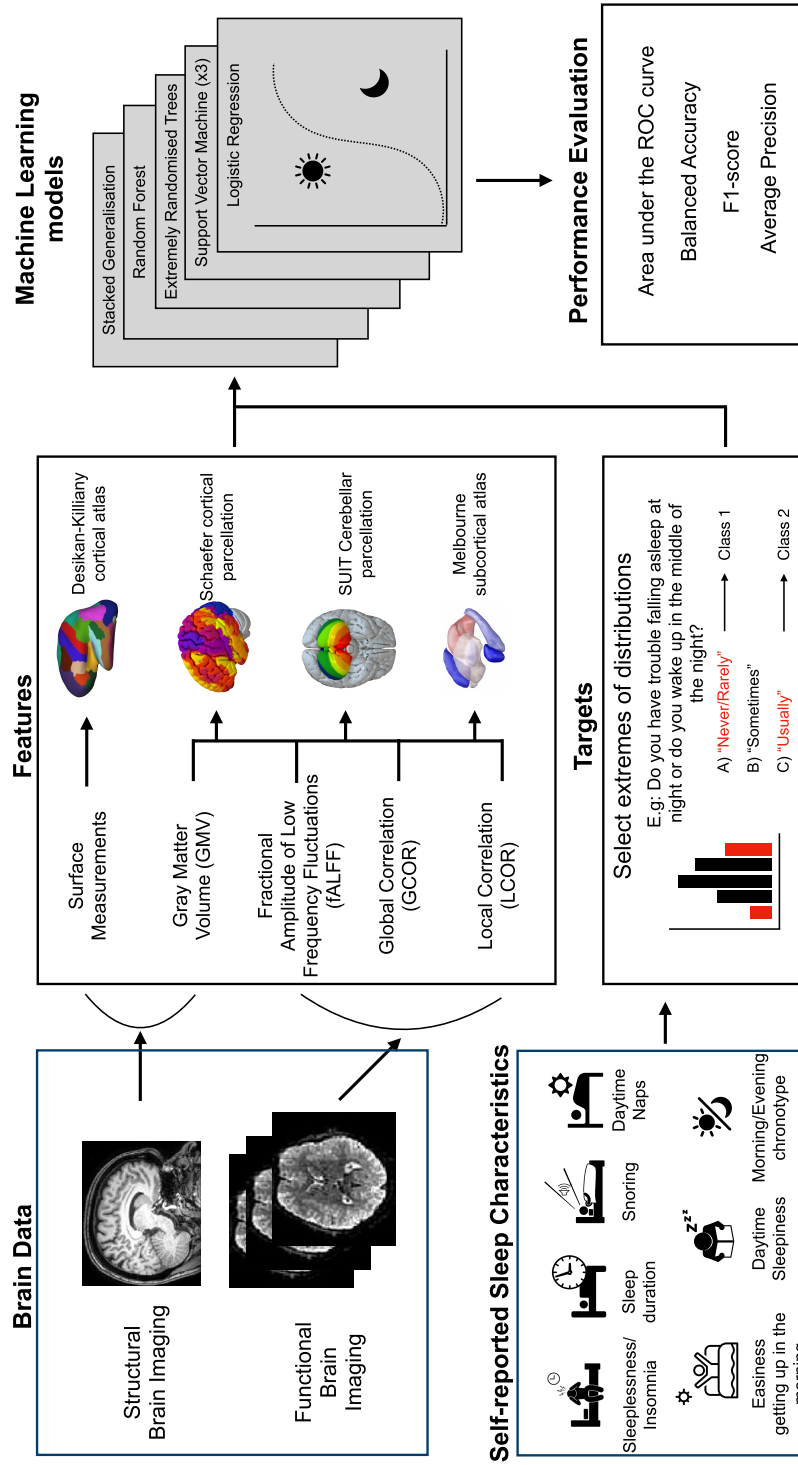 Brain Data
Structural
Brain Imaging
Functional
Brain
Imaging
Self-reported Sleep Characteristics
Sleeplessness/
Insomnia
Sleep
duration
Snoring
Daytime
Naps
Easiness
getting up in the
Daytime
Sleepiness
Morning/Evening
chronotype
Features
Surface
Measurements
Gray Matter
Volume (GMV)
Fractional
Amplitude of Low
Frequency Fluctuations
(fALFF)
Global Correlation
(GCOR)
Local Correlation
(LCOR)
Desikan-Killiany
cortical atlas
Schaefer cortical
parcellation
SUIT Cerebellar
parcellation
Melbourne
subcortical atlas
Targets
Select extremes of distributions
E.g: Do you have trouble falling asleep at
night or do you wake up in the middle of
the night?
A) “Never/Rarely” Class 1
B) “Sometimes”
C) “Usually” Class 2
Machine Learning
models
Stacked Generalisation
Random Forest
Extremely Randomised Trees
Support Vector Machine (x3)
Logistic Regression
Performance Evaluation
Area under the ROC curve
Balanced Accuracy
F1-score
Average Precision